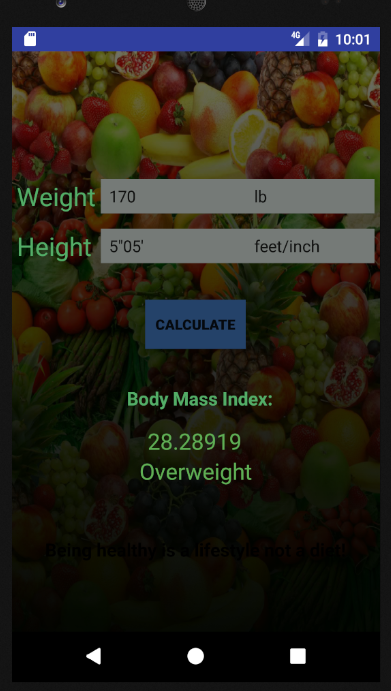 4G 10:01
Weight 170 lb
Height 5"05' feet/inch
CALCULATE
Body Mass Index:
28.28919
Overweight
Being healthy is a lifestyle not a diet!